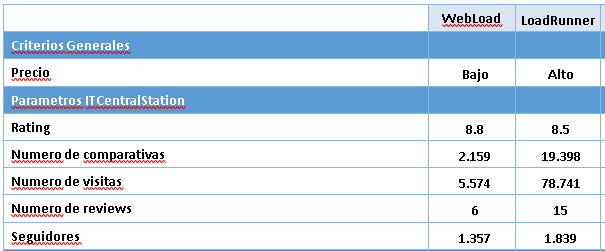 WebLoad LoadRunner
Criterios Generales
Precio Bajo Alto
Parametros ITCentralStation
Rating 8.8 8.5
Numero de comparativas 2.159 19.398
Numero de visitas 5.574 78.741
Numero de reviews 6 15
Seguidores 1.357 1.839